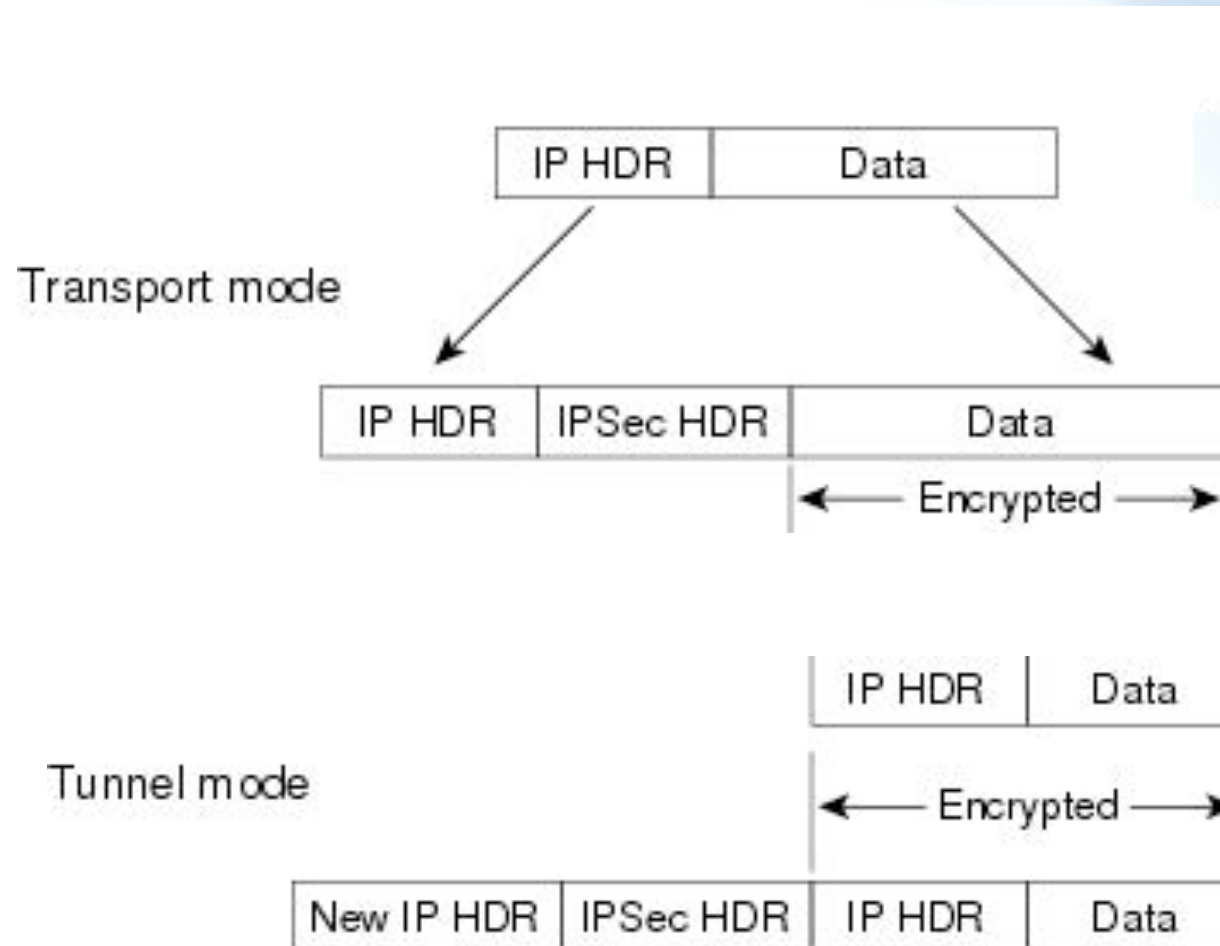 IP HDR Data
Transport mode
IP HDR IPSec HDR Data
Encrypted
IP HDR Data
Tunnel mode
Encrypted
New IP HDR IPSec HDR IP HDR Data